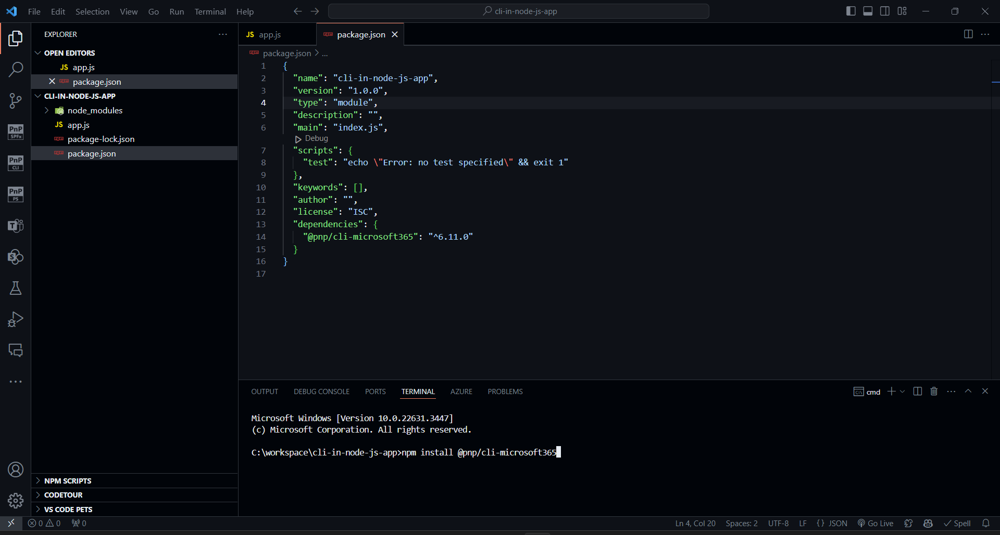 File Edit Selection View Go Run Terminal Help
cli-in-node-js-app
EXPLORER
OPEN EDITORS
JS app.js
package.json
CLI-IN-NODE-JS-APP
node_modules
JS app.js
package-lock.json
package.json
PnP SPFx
PnP CLI
PnP PS
NPM SCRIPTS
CODETOUR
VS CODE PETS
JS app.js
package.json
package.json > ...
1 {
2 "name": "cli-in-node-js-app",
3 "version": "1.0.0",
4 "type": "module",
5 "description": "",
6 "main": "index.js",
Debug
7 "scripts": {
8 "test": "echo \"Error: no test specified\" && exit 1"
9 },
10 "keywords": [],
11 "author": "",
12 "license": "ISC",
13 "dependencies": {
14 "@pnp/cli-microsoft365": "^6.11.0"
15 }
16 }
17
OUTPUT DEBUG CONSOLE PORTS TERMINAL AZURE PROBLEMS
cmd
Microsoft Windows [Version 10.0.22631.3447]
(c) Microsoft Corporation. All rights reserved.
C:\workspace\cli-in-node-js-app>npm install @pnp/cli-microsoft365
0 0 0
Ln 4, Col 20 Spaces: 2 UTF-8 LF {} JSON Go Live Spell